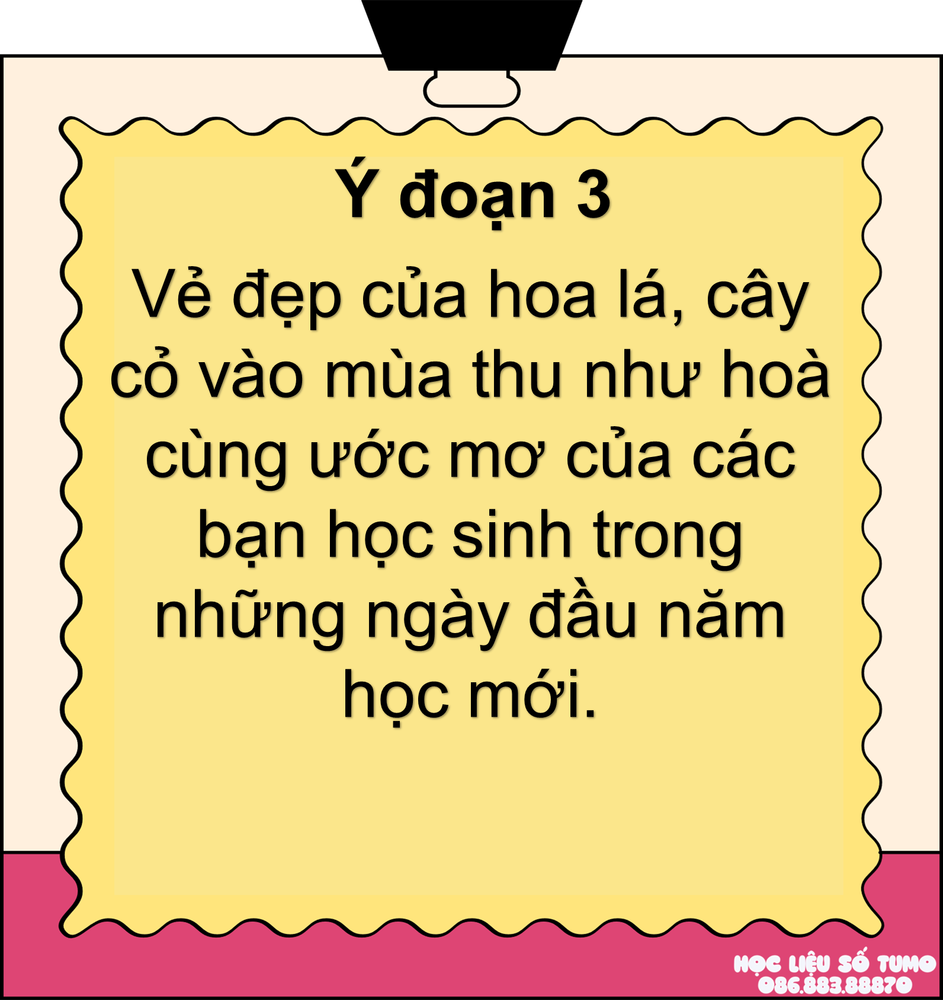 Ý đoạn 3
Vẻ đẹp của hoa lá, cây
cỏ vào mùa thu như hoà
cùng ước mơ của các
bạn học sinh trong
những ngày đầu năm
học mới.
HỌC LIỆU SỐ TUMO
086.883.88870